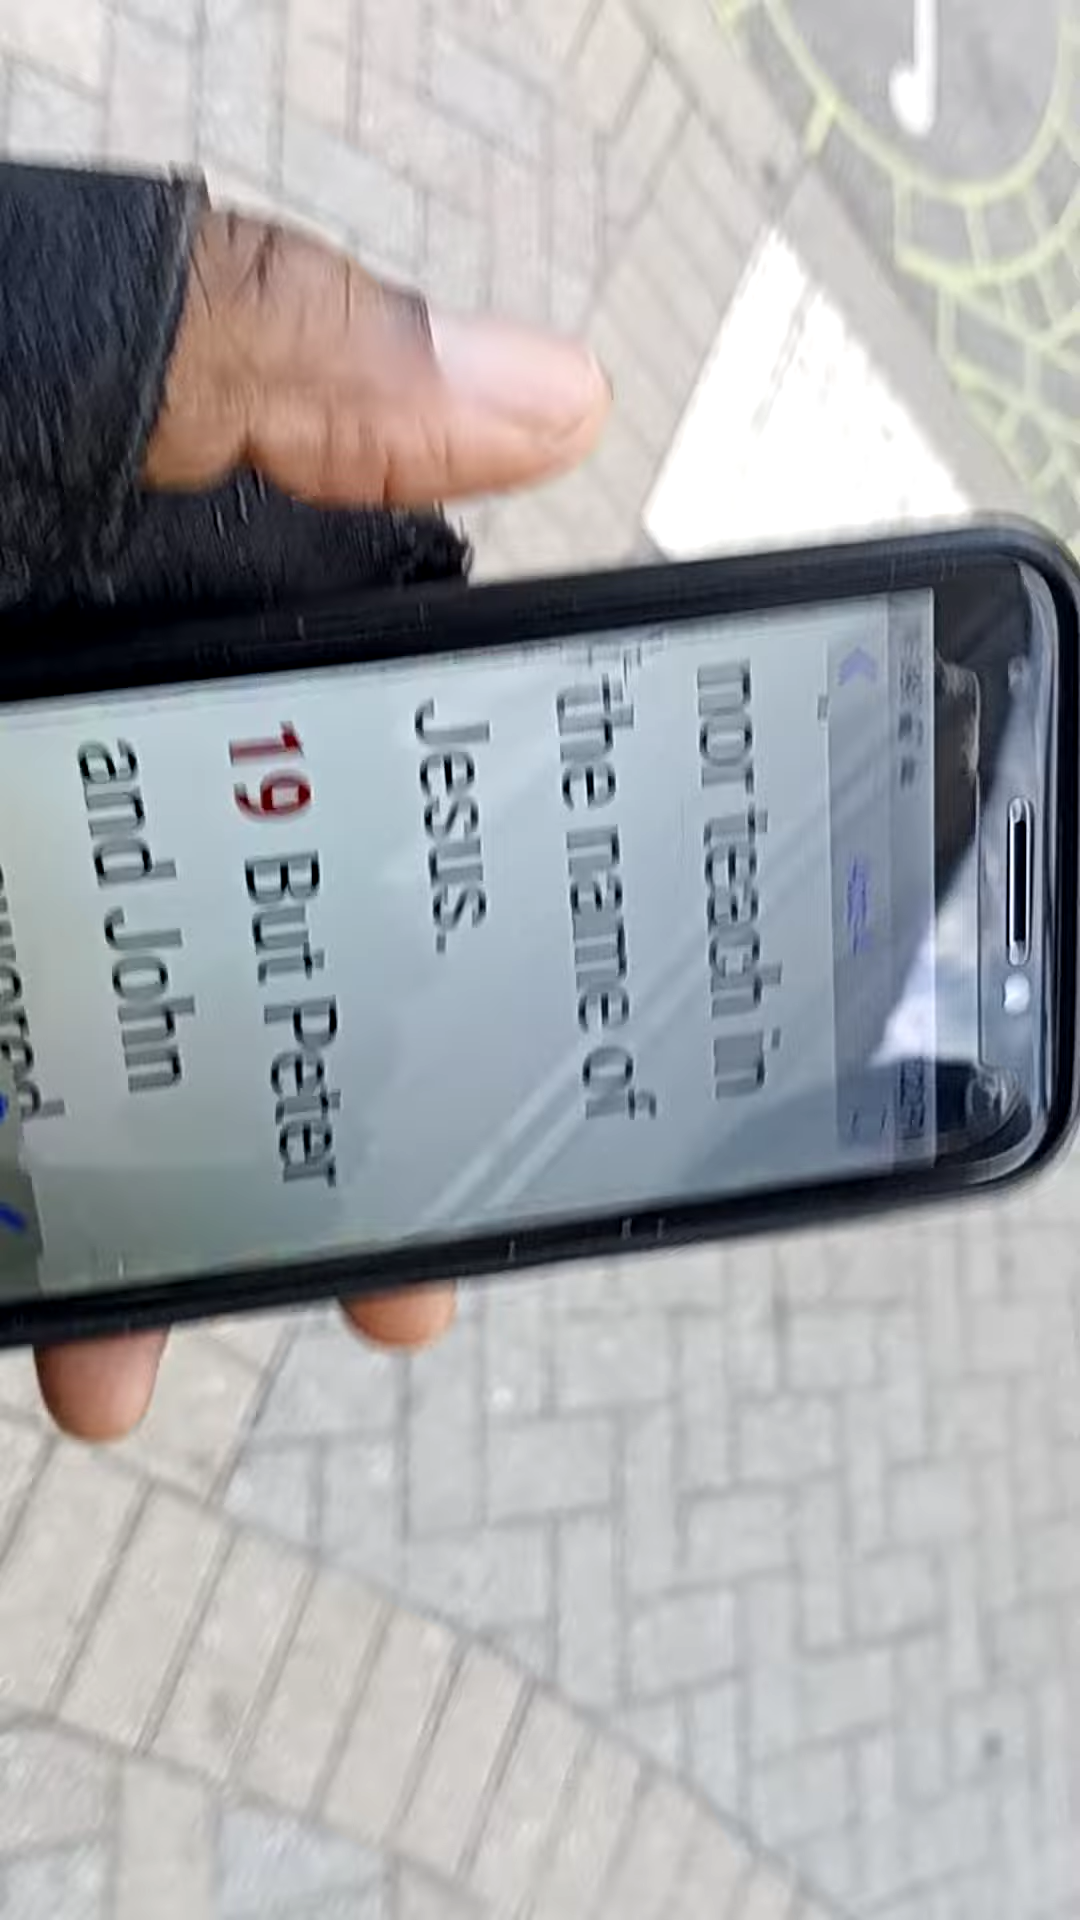 nor teach in
the name of
Jesus.
19 But Peter
and John